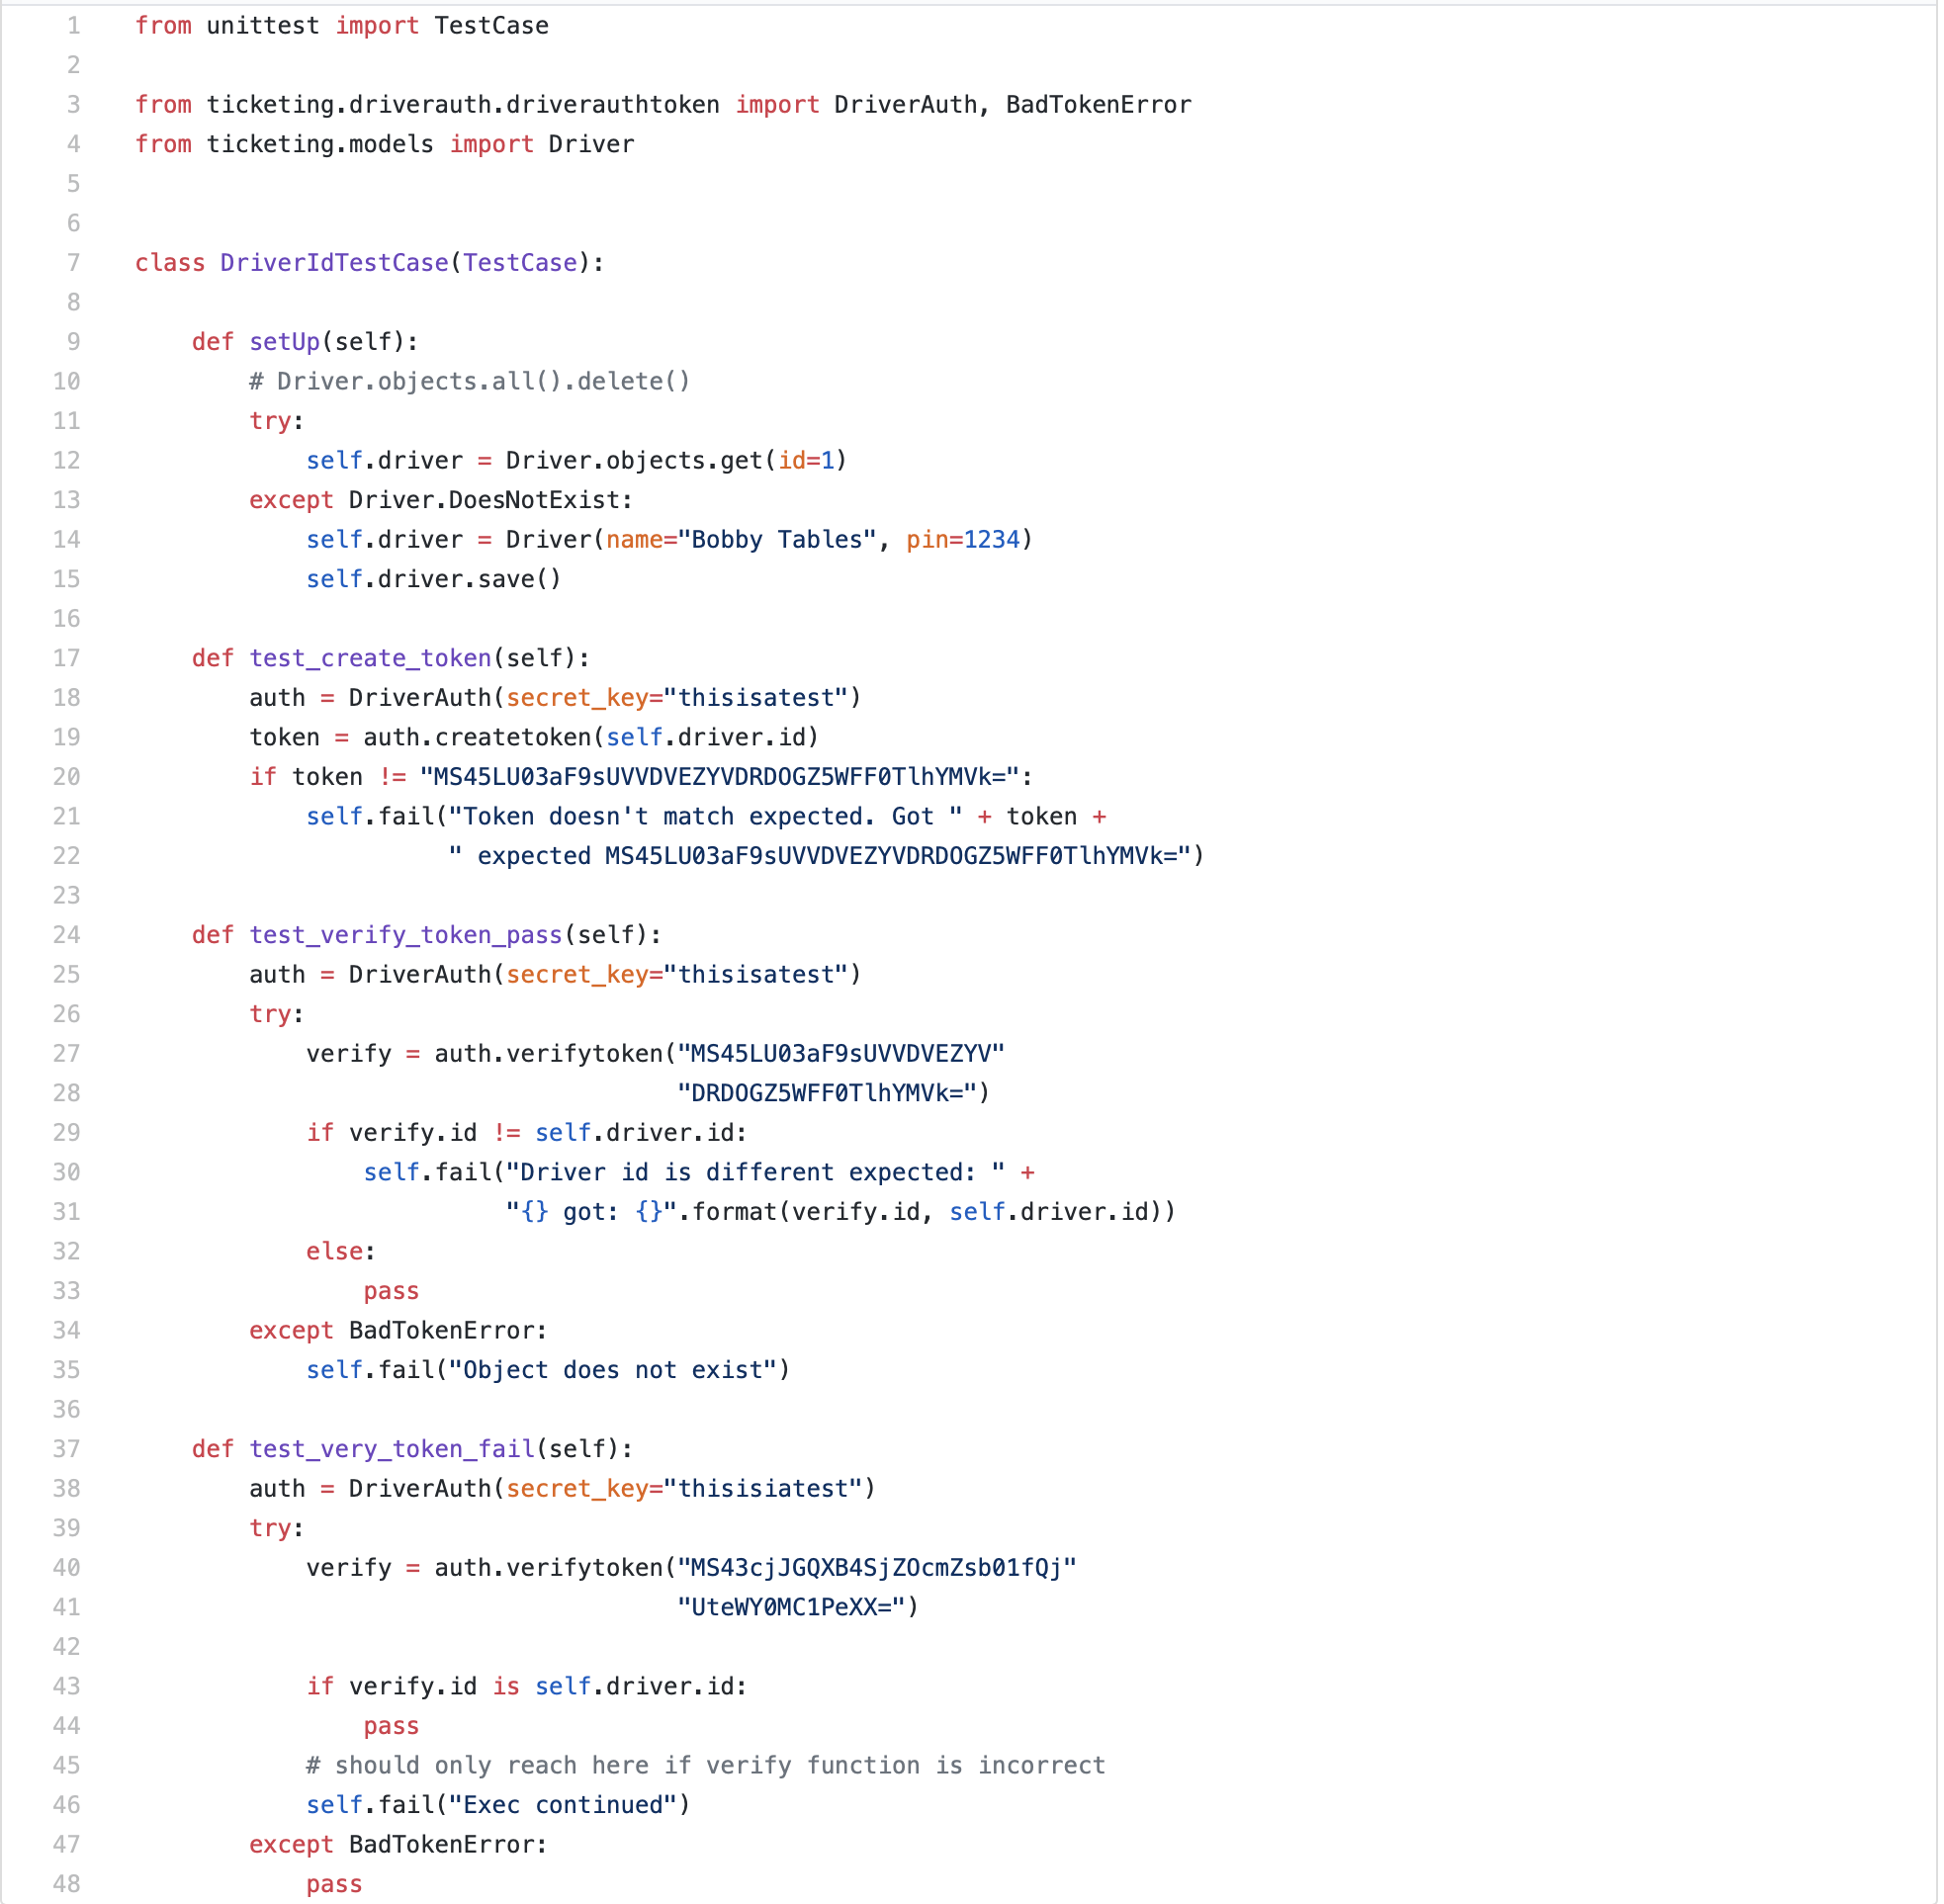 1 from unittest import TestCase
2
3 from ticketing.driverauth.driverauthtoken import DriverAuth, BadTokenError
4 from ticketing.models import Driver
5
6
7 class DriverIdTestCase(TestCase):
8
9     def setUp(self):
10         # Driver.objects.all().delete()
11         try:
12             self.driver = Driver.objects.get(id=1)
13         except Driver.DoesNotExist:
14             self.driver = Driver(name="Bobby Tables", pin=1234)
15             self.driver.save()
16
17     def test_create_token(self):
18         auth = DriverAuth(secret_key="thisisatest")
19         token = auth.createtoken(self.driver.id)
20         if token != "MS45LU03aF9sUVVDVEZYVDRDOGZ5WFF0TlhYMVk=":
21             self.fail("Token doesn't match expected. Got " + token +
22                       " expected MS45LU03aF9sUVVDVEZYVDRDOGZ5WFF0TlhYMVk=")
23
24     def test_verify_token_pass(self):
25         auth = DriverAuth(secret_key="thisisatest")
26         try:
27             verify = auth.verifytoken("MS45LU03aF9sUVVDVEZYV"
28                                       "DRDOGZ5WFF0TlhYMVk=")
29             if verify.id != self.driver.id:
30                 self.fail("Driver id is different expected: " +
31                           "{} got: {}".format(verify.id, self.driver.id))
32             else:
33                 pass
34         except BadTokenError:
35             self.fail("Object does not exist")
36
37     def test_very_token_fail(self):
38         auth = DriverAuth(secret_key="thisisiatest")
39         try:
40             verify = auth.verifytoken("MS43cjJGQXB4SjZOcmZsb01fQj"
41                                       "UteWY0MC1PeXX=")
42
43             if verify.id is self.driver.id:
44                 pass
45             # should only reach here if verify function is incorrect
46             self.fail("Exec continued")
47         except BadTokenError:
48             pass